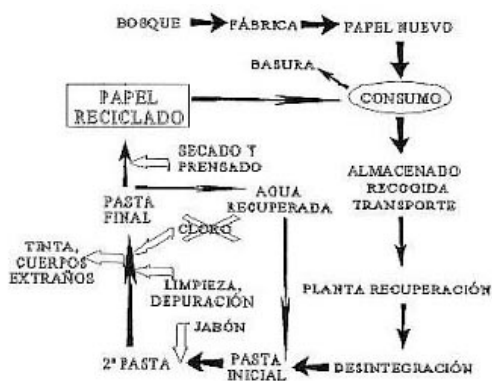 BOSQUE FÁBRICA PAPEL NUEVO
BASURA
PAPEL
RECICLADO
CONSUMO
SECADO Y
PRENSADO
ALMACENADO
RECOGIDA
TRANSPORTE
PASTA
FINAL
AGUA
RECUPERADA
CLORO
TINTA,
CUERPOS
EXTRAÑOS
LIMPIEZA,
DEPURACIÓN
PLANTA RECUPERACIÓN
JABÓN
2ª PASTA
PASTA
INICIAL
DESINTEGRACIÓN